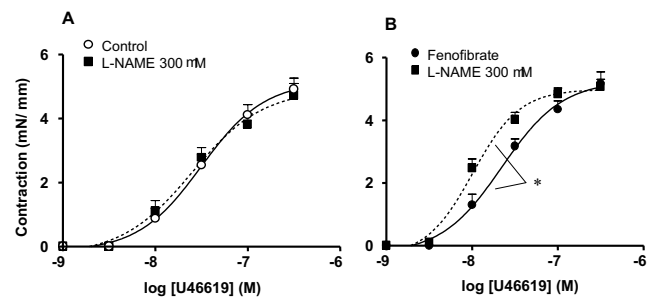 A
Control
L-NAME 300 mM
Contraction (mN/ mm)
6
4
2
0
-9
-8
-7
-6
log [U46619] (M)
B
Fenofibrate
L-NAME 300 mM
6
4
2
0
*
-9
-8
-7
-6
log [U46619] (M)